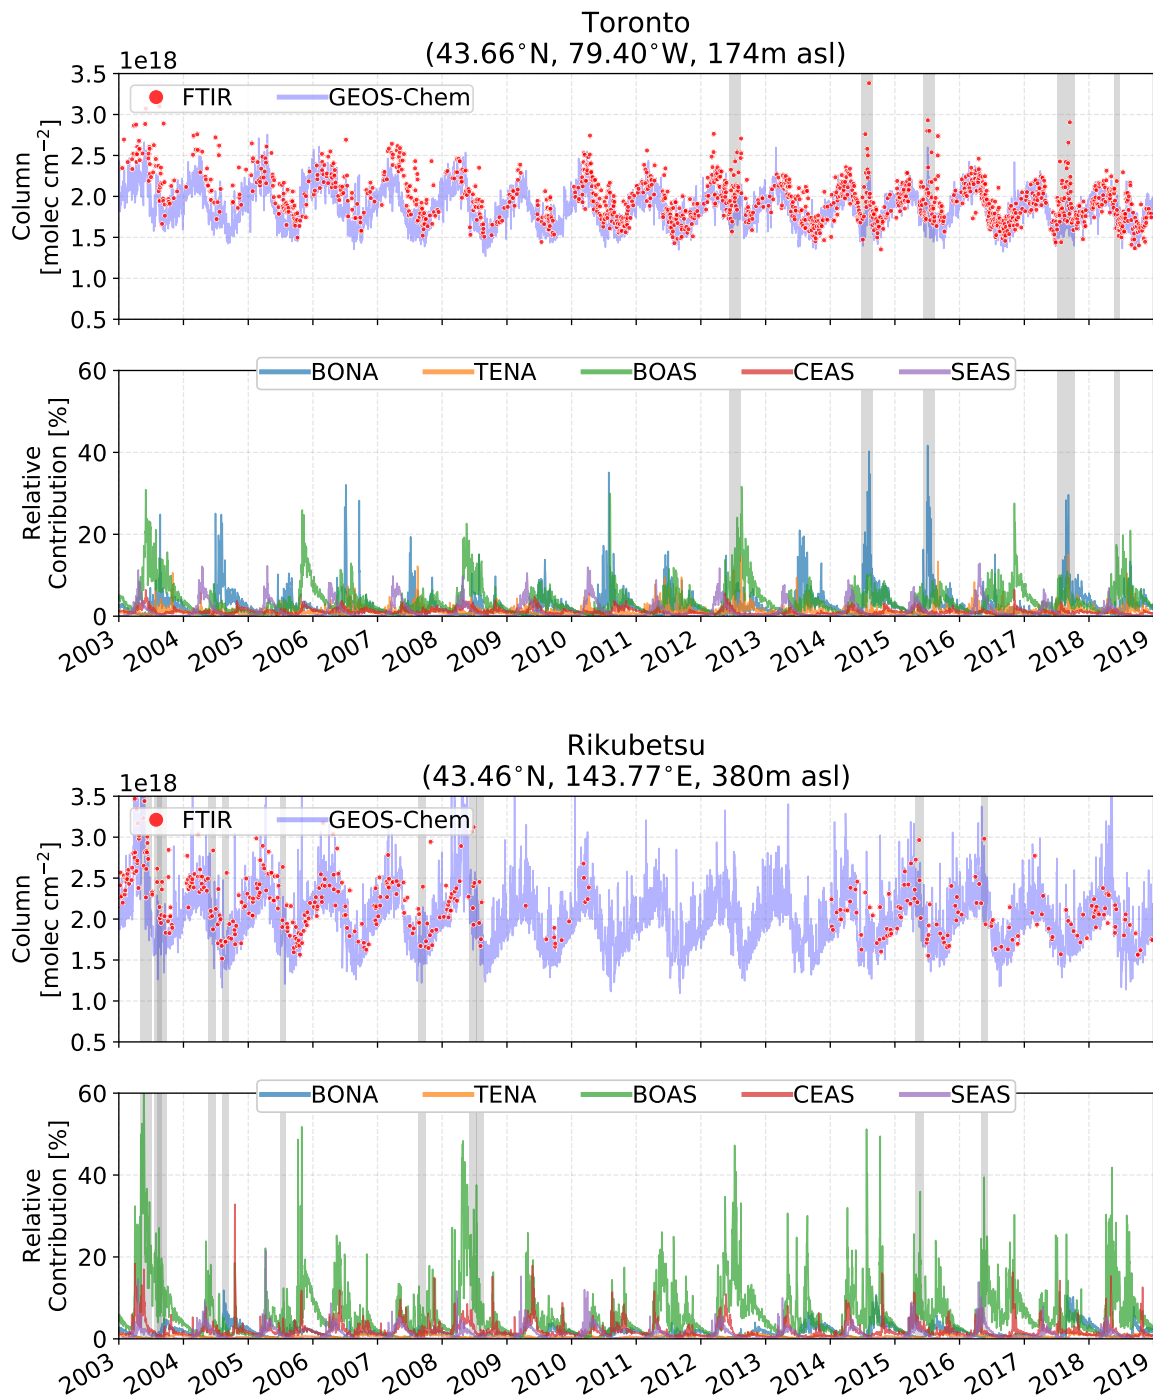 Toronto
(43.66°N, 79.40°W, 174m asl)
1e18
3.5
3.0
2.5
2.0
1.5
1.0
0.5
Column
[molec cm⁻²]
FTIR GEOS-Chem
60
40
20
0
Relative
Contribution [%]
BONA TENA BOAS CEAS SEAS
2003 2004 2005 2006 2007 2008 2009 2010 2011 2012 2013 2014 2015 2016 2017 2018 2019
Rikubetsu
(43.46°N, 143.77°E, 380m asl)
1e18
3.5
3.0
2.5
2.0
1.5
1.0
0.5
Column
[molec cm⁻²]
FTIR GEOS-Chem
60
40
20
0
Relative
Contribution [%]
BONA TENA BOAS CEAS SEAS
2003 2004 2005 2006 2007 2008 2009 2010 2011 2012 2013 2014 2015 2016 2017 2018 2019